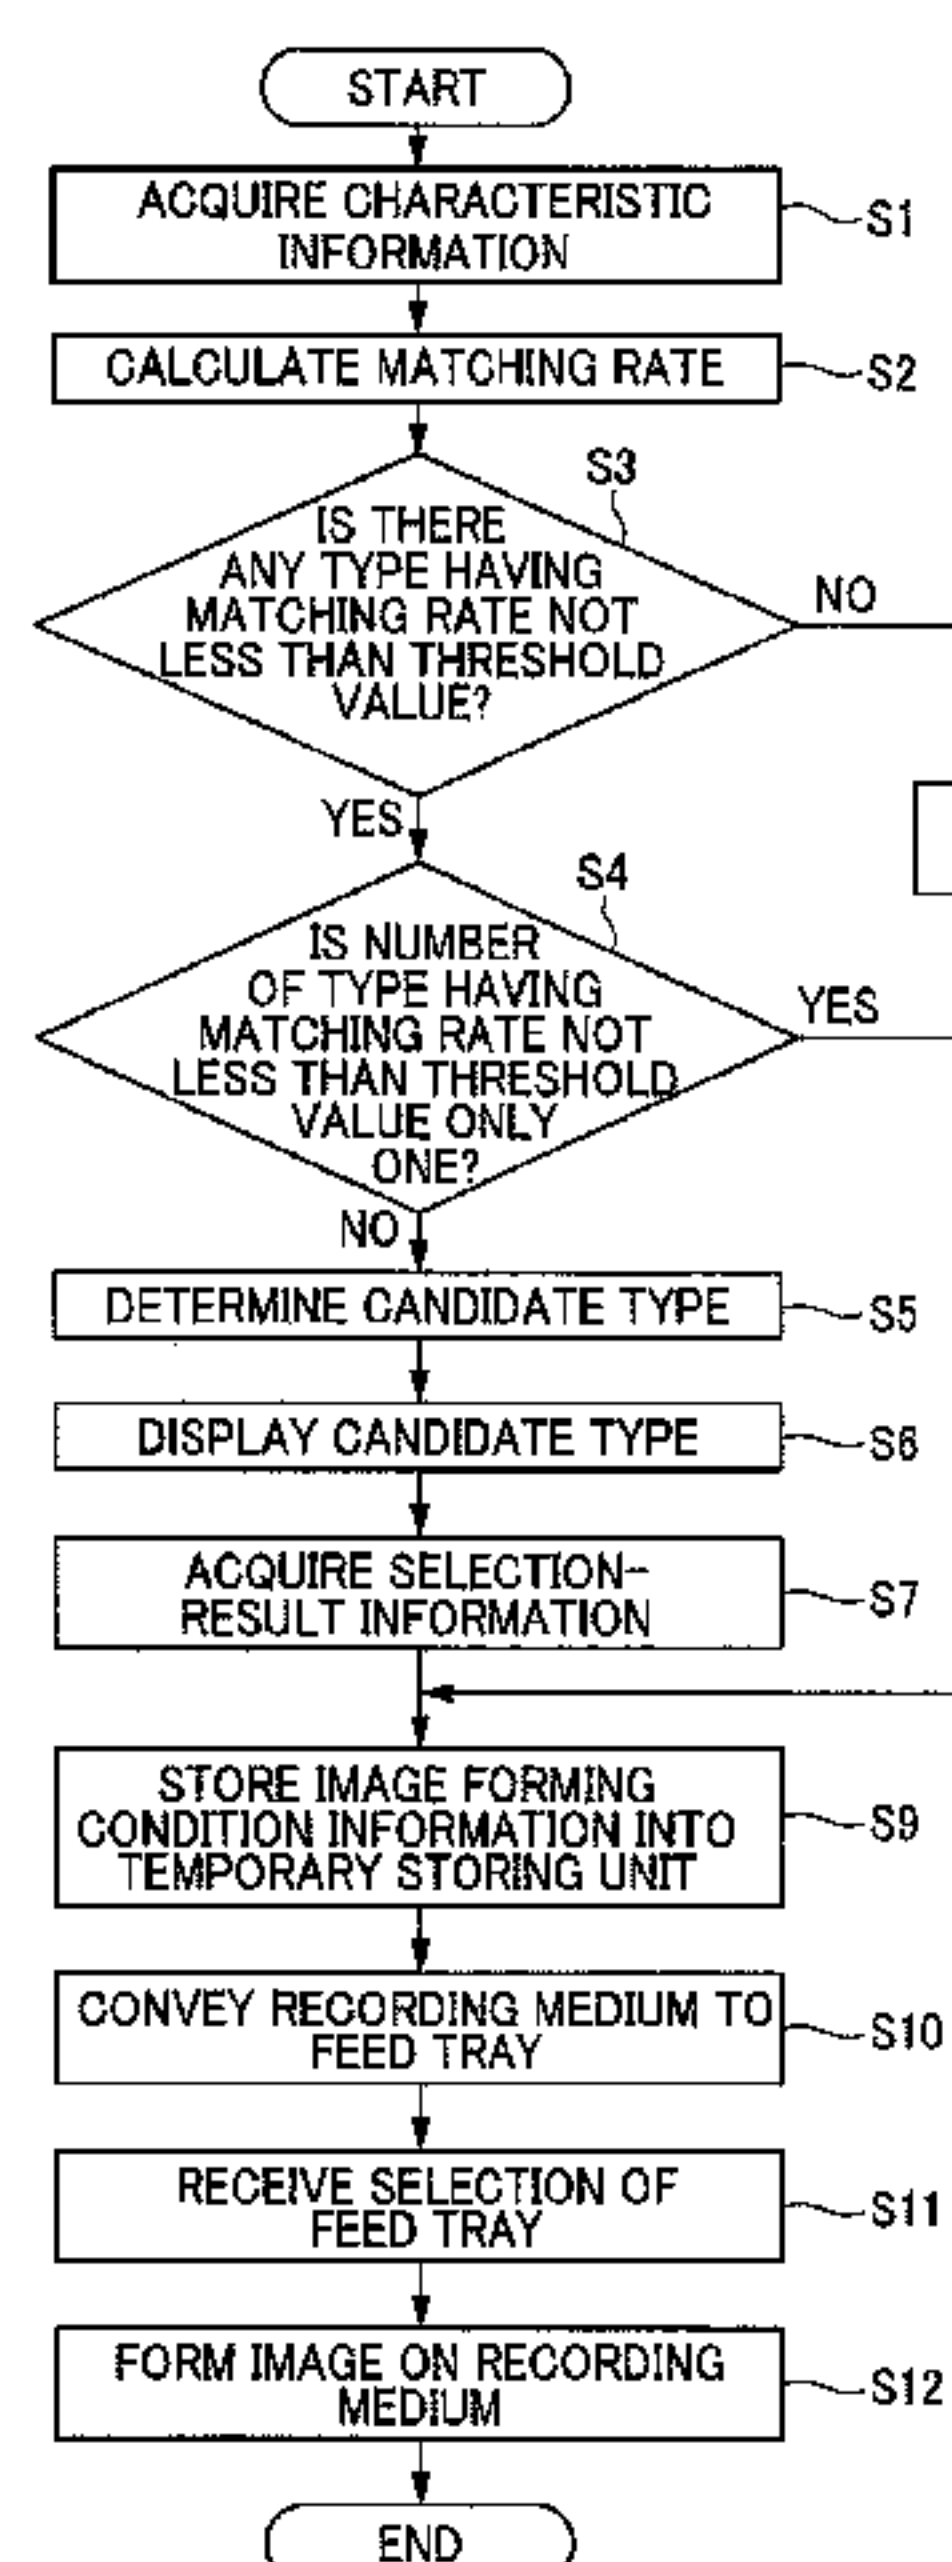 START
ACQUIRE CHARACTERISTIC
INFORMATION
S1
CALCULATE MATCHING RATE
S2
S3
IS THERE
ANY TYPE HAVING
MATCHING RATE NOT
LESS THAN THRESHOLD
VALUE?
NO
YES
S4
IS NUMBER
OF TYPE HAVING
MATCHING RATE NOT
LESS THAN THRESHOLD
VALUE ONLY
ONE?
YES
NO
DETERMINE CANDIDATE TYPE
S5
DISPLAY CANDIDATE TYPE
S6
ACQUIRE SELECTION-
RESULT INFORMATION
S7
STORE IMAGE FORMING
CONDITION INFORMATION INTO
TEMPORARY STORING UNIT
S9
CONVEY RECORDING MEDIUM TO
FEED TRAY
S10
RECEIVE SELECTION OF
FEED TRAY
S11
FORM IMAGE ON RECORDING
MEDIUM
S12
END